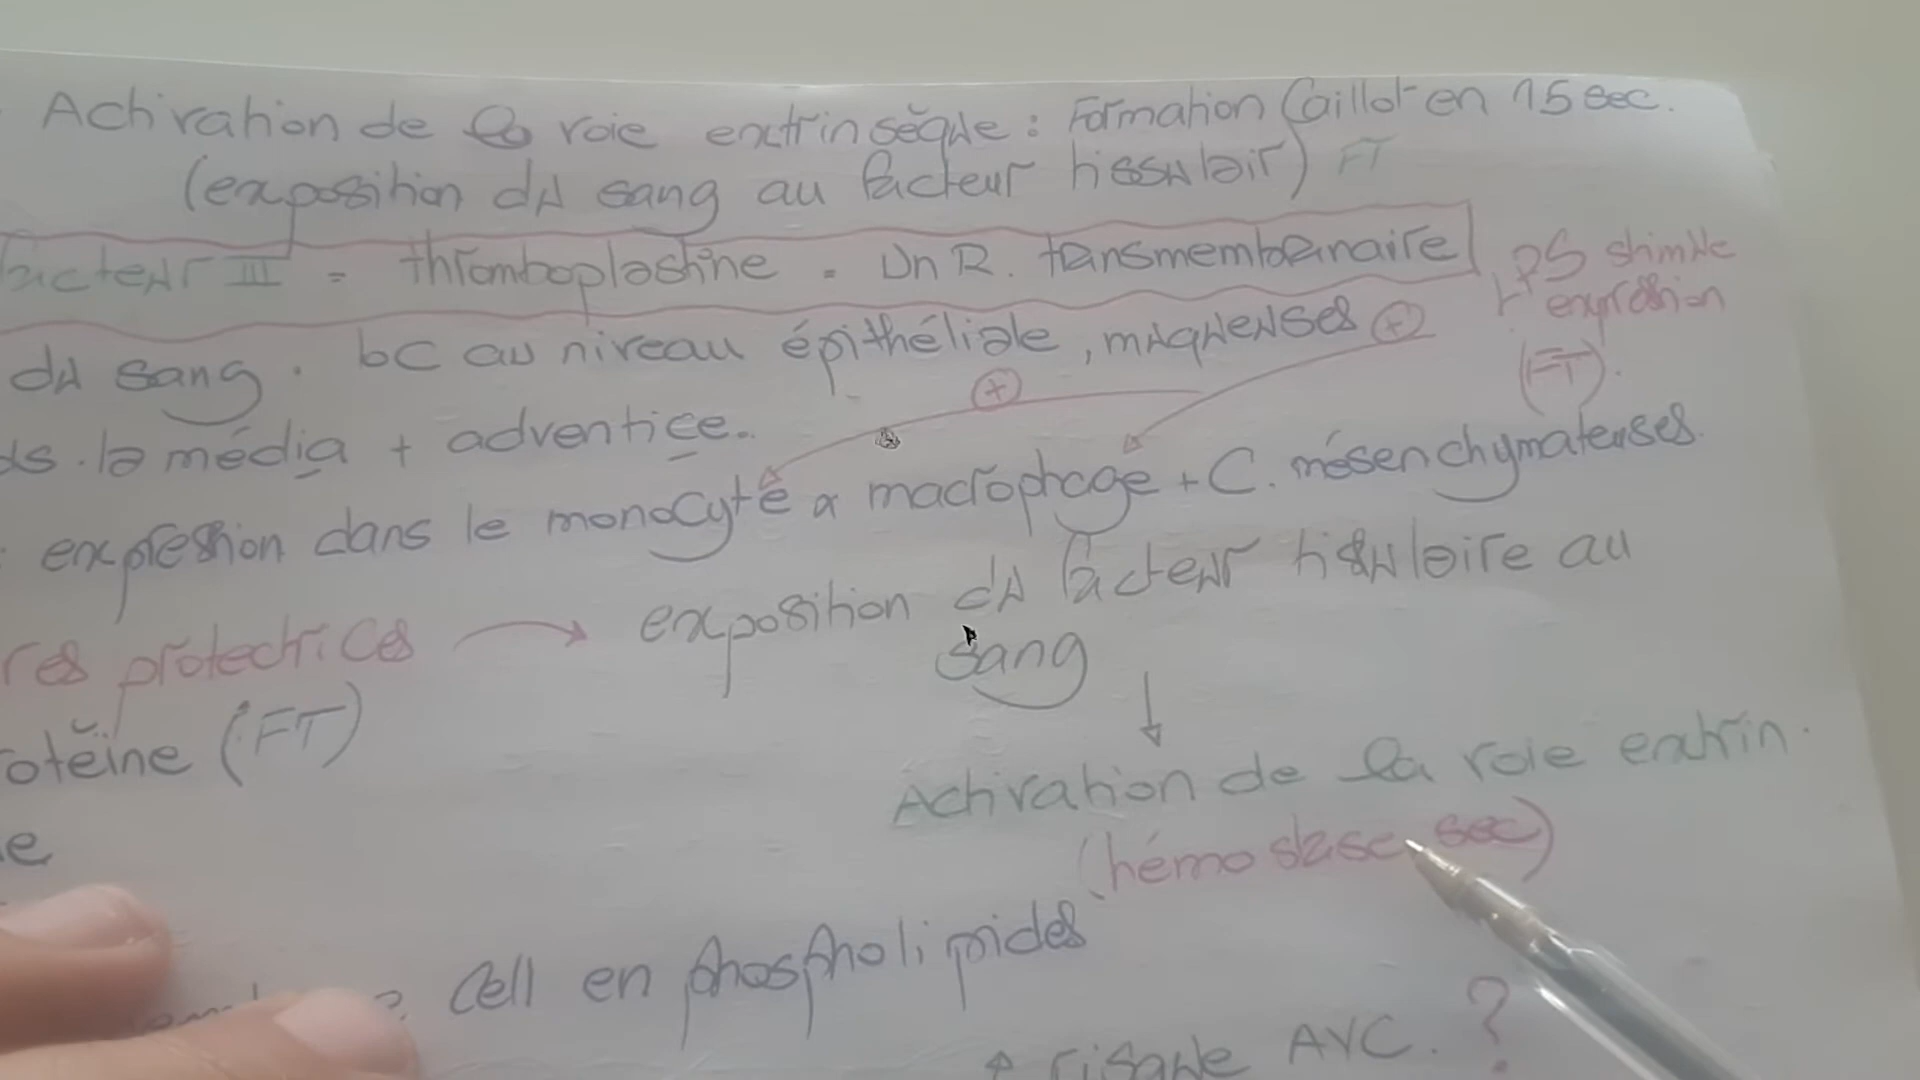 Activation de la voie extrinsèque : Formation Caillot en 15 sec.
(exposition du sang au facteur tissulair) FT
facteur III = thromboplastine = Un R. transmembranaire
PS stimule
l'expression
(FT).
du sang. bc au niveau épithéliale, muqueuses +
+
ds. la média + adventice.
: expression dans le monocyte macrophage + C. mésenchymateuses.
res protectrices → exposition du facteur tissulaire au
sang
otéine (FT)
↓
Activation de la voie extrin.
e
(hémostase sec)
Cell en phospholipides
↑ risque AVC. ?